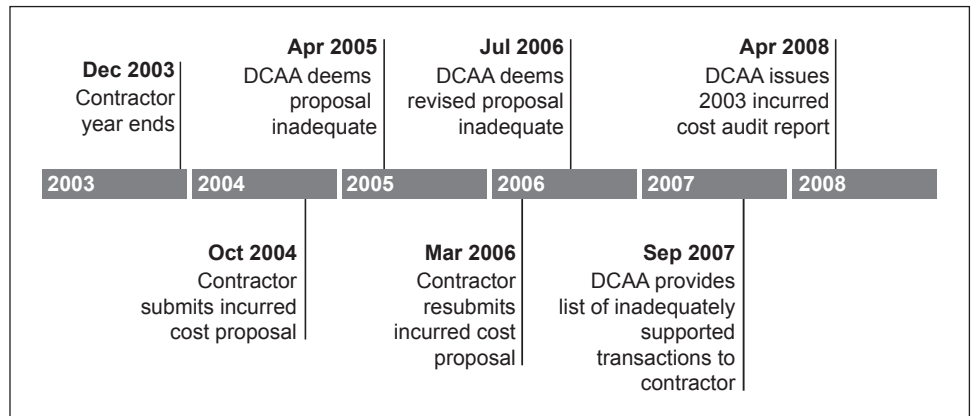 Dec 2003
Contractor
year ends
Apr 2005
DCAA deems
proposal
inadequate
Jul 2006
DCAA deems
revised proposal
inadequate
Apr 2008
DCAA issues
2003 incurred
cost audit report
2003 2004 2005 2006 2007 2008
Oct 2004
Contractor
submits incurred
cost proposal
Mar 2006
Contractor
resubmits
incurred cost
proposal
Sep 2007
DCAA provides
list of inadequately
supported
transactions to
contractor